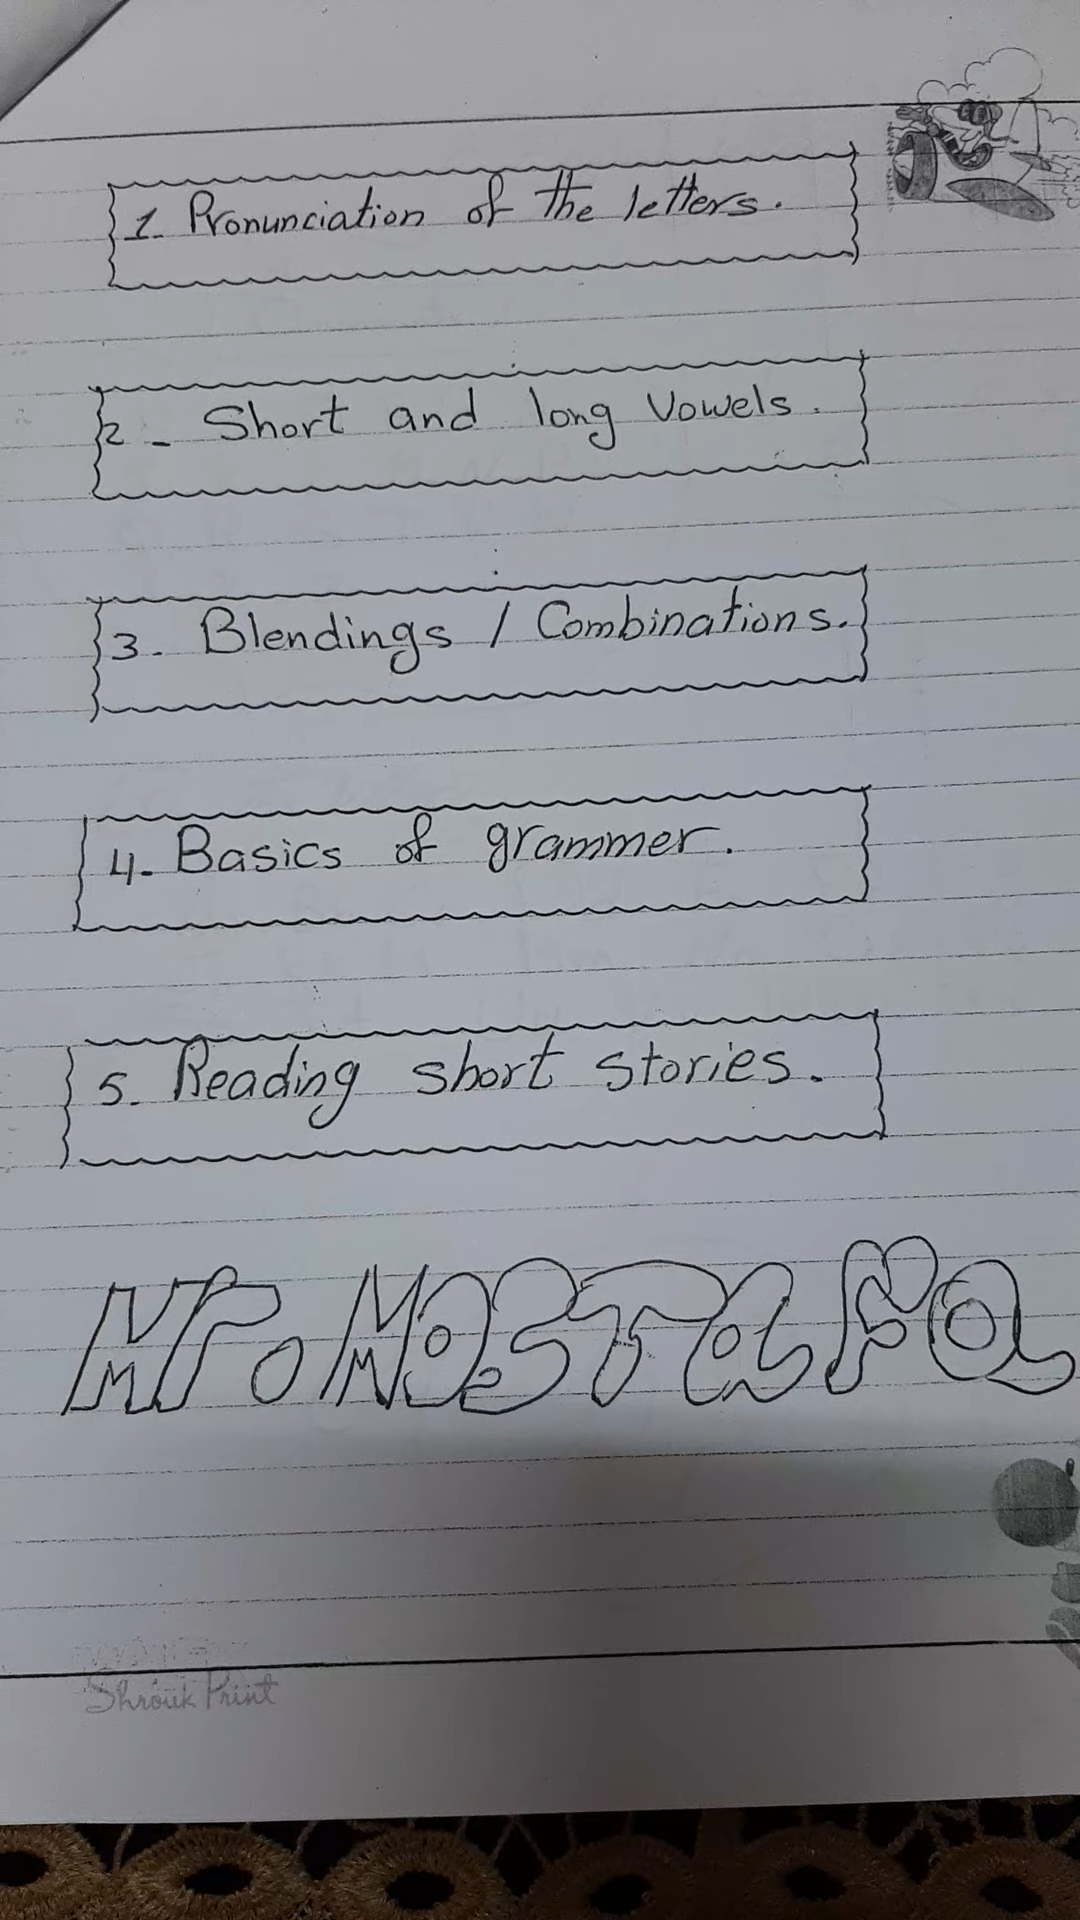 1. Pronunciation of the letters.
2 - Short and long Vowels.
3. Blendings / Combinations.
4. Basics of grammer.
5. Reading short stories.
Mr. Mostafa
Shrouk Print